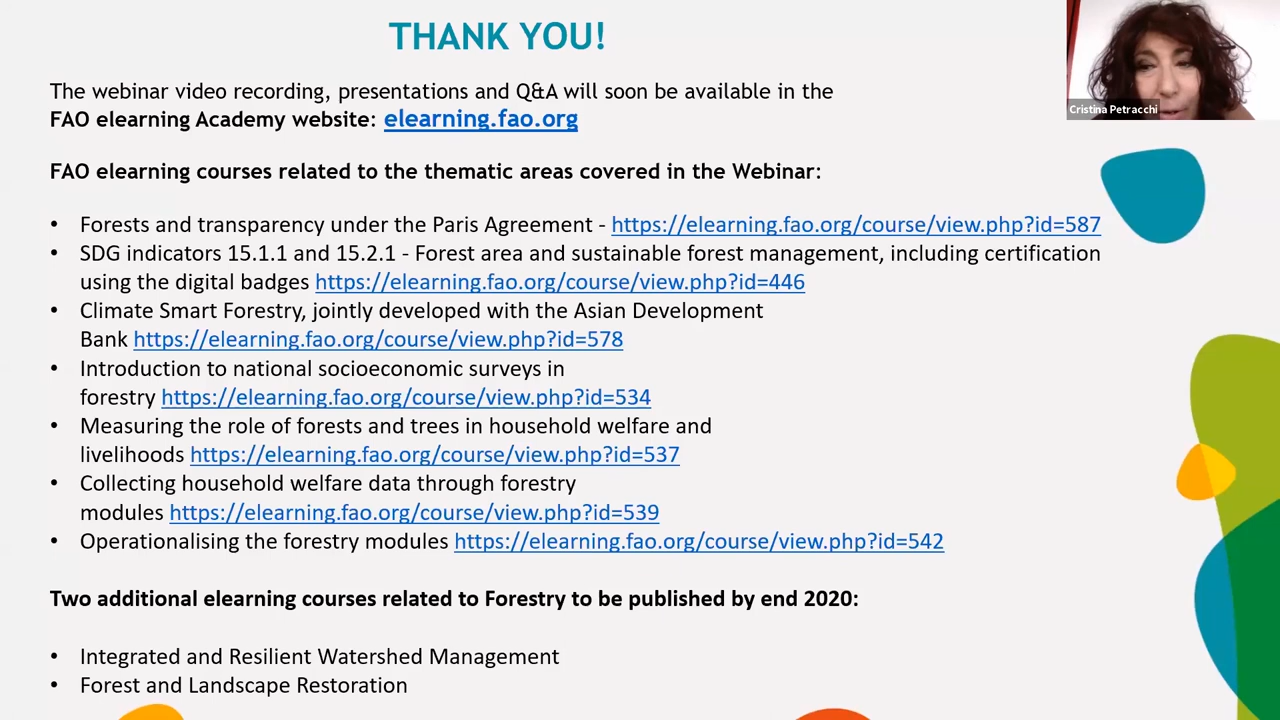 THANK YOU!
Cristina Petracchi
The webinar video recording, presentations and Q&A will soon be available in the
FAO elearning Academy website: elearning.fao.org
FAO elearning courses related to the thematic areas covered in the Webinar:
• Forests and transparency under the Paris Agreement - https://elearning.fao.org/course/view.php?id=587
• SDG indicators 15.1.1 and 15.2.1 - Forest area and sustainable forest management, including certification
using the digital badges https://elearning.fao.org/course/view.php?id=446
• Climate Smart Forestry, jointly developed with the Asian Development
Bank https://elearning.fao.org/course/view.php?id=578
• Introduction to national socioeconomic surveys in
forestry https://elearning.fao.org/course/view.php?id=534
• Measuring the role of forests and trees in household welfare and
livelihoods https://elearning.fao.org/course/view.php?id=537
• Collecting household welfare data through forestry
modules https://elearning.fao.org/course/view.php?id=539
• Operationalising the forestry modules https://elearning.fao.org/course/view.php?id=542
Two additional elearning courses related to Forestry to be published by end 2020:
• Integrated and Resilient Watershed Management
• Forest and Landscape Restoration